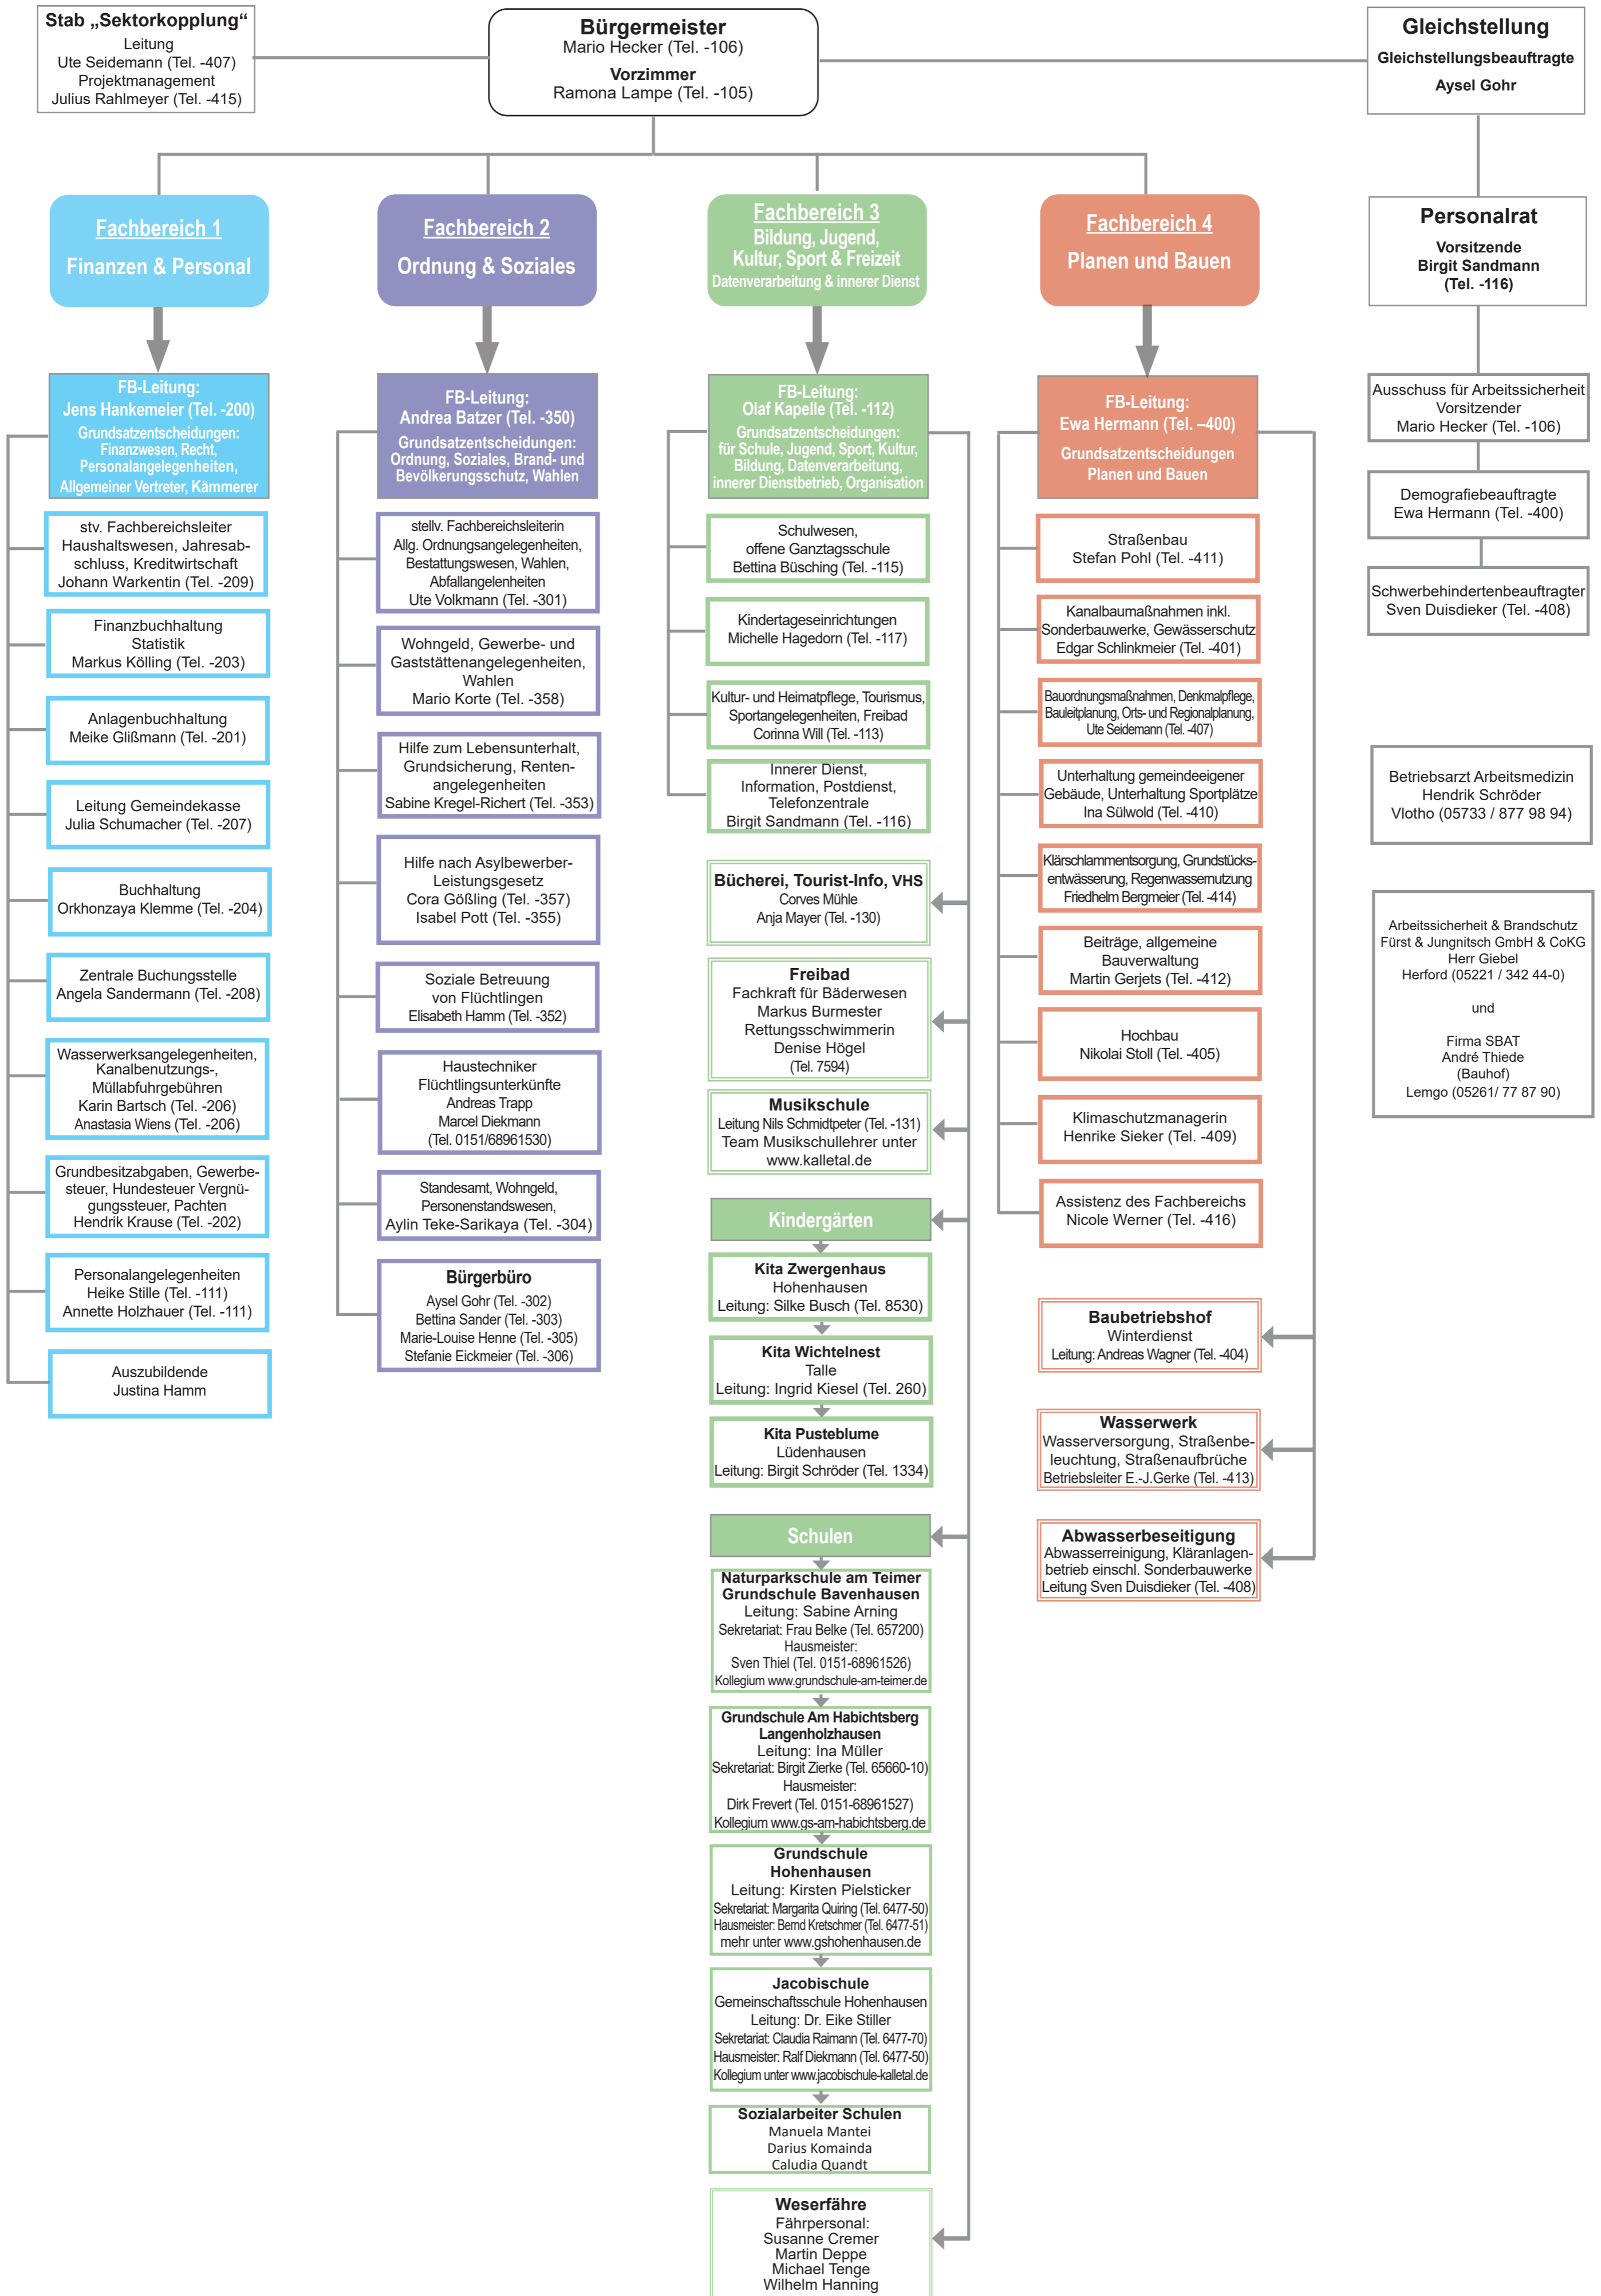 Stab „Sektorkopplung"
Leitung
Ute Seidemann (Tel. -407)
Projektmanagement
Julius Rahlmeyer (Tel. -415)
Bürgermeister
Mario Hecker (Tel. -106)
Vorzimmer
Ramona Lampe (Tel. -105)
Gleichstellung
Gleichstellungsbeauftragte
Aysel Gohr
Fachbereich 1
Finanzen & Personal
FB-Leitung:
Jens Hankemeier (Tel. -200)
Grundsatzentscheidungen:
Finanzwesen, Recht,
Personalangelegenheiten,
Allgemeiner Vertreter, Kämmerer
stv. Fachbereichsleiter
Haushaltswesen, Jahresab-
schluss, Kreditwirtschaft
Johann Warkentin (Tel. -209)
Finanzbuchhaltung
Statistik
Markus Kölling (Tel. -203)
Anlagenbuchhaltung
Meike Glißmann (Tel. -201)
Leitung Gemeindekasse
Julia Schumacher (Tel. -207)
Buchhaltung
Orkhonzaya Klemme (Tel. -204)
Zentrale Buchungsstelle
Angela Sandermann (Tel. -208)
Wasserwerksangelegenheiten,
Kanalbenutzungs-,
Müllabfuhrgebühren
Karin Bartsch (Tel. -206)
Anastasia Wiens (Tel. -206)
Grundbesitzabgaben, Gewerbe-
steuer, Hundesteuer Vergnü-
gungssteuer, Pachten
Hendrik Krause (Tel. -202)
Personalangelegenheiten
Heike Stille (Tel. -111)
Annette Holzhauer (Tel. -111)
Auszubildende
Justina Hamm
Fachbereich 2
Ordnung & Soziales
FB-Leitung:
Andrea Batzer (Tel. -350)
Grundsatzentscheidungen:
Ordnung, Soziales, Brand- und
Bevölkerungsschutz, Wahlen
stellv. Fachbereichsleiterin
Allg. Ordnungsangelegenheiten,
Bestattungswesen, Wahlen,
Abfallangelenheiten
Ute Volkmann (Tel. -301)
Wohngeld, Gewerbe- und
Gaststättenangelegenheiten,
Wahlen
Mario Korte (Tel. -358)
Hilfe zum Lebensunterhalt,
Grundsicherung, Renten-
angelegenheiten
Sabine Kregel-Richert (Tel. -353)
Hilfe nach Asylbewerber-
Leistungsgesetz
Cora Gößling (Tel. -357)
Isabel Pott (Tel. -355)
Soziale Betreuung
von Flüchtlingen
Elisabeth Hamm (Tel. -352)
Haustechniker
Flüchtlingsunterkünfte
Andreas Trapp
Marcel Diekmann
(Tel. 0151/68961530)
Standesamt, Wohngeld,
Personenstandswesen,
Aylin Teke-Sarikaya (Tel. -304)
Bürgerbüro
Aysel Gohr (Tel. -302)
Bettina Sander (Tel. -303)
Marie-Louise Henne (Tel. -305)
Stefanie Eickmeier (Tel. -306)
Fachbereich 3
Bildung, Jugend,
Kultur, Sport & Freizeit
Datenverarbeitung & innerer Dienst
FB-Leitung:
Olaf Kapelle (Tel. -112)
Grundsatzentscheidungen:
für Schule, Jugend, Sport, Kultur,
Bildung, Datenverarbeitung,
innerer Dienstbetrieb, Organisation
Schulwesen,
offene Ganztagsschule
Bettina Büsching (Tel. -115)
Kindertageseinrichtungen
Michelle Hagedorn (Tel. -117)
Kultur- und Heimatpflege, Tourismus,
Sportangelegenheiten, Freibad
Corinna Will (Tel. -113)
Innerer Dienst,
Information, Postdienst,
Telefonzentrale
Birgit Sandmann (Tel. -116)
Bücherei, Tourist-Info, VHS
Corves Mühle
Anja Mayer (Tel. -130)
Freibad
Fachkraft für Bäderwesen
Markus Burmester
Rettungsschwimmerin
Denise Högel
(Tel. 7594)
Musikschule
Leitung Nils Schmidtpeter (Tel. -131)
Team Musikschullehrer unter
www.kalletal.de
Kindergärten
Kita Zwergenhaus
Hohenhausen
Leitung: Silke Busch (Tel. 8530)
Kita Wichtelnest
Talle
Leitung: Ingrid Kiesel (Tel. 260)
Kita Pusteblume
Lüdenhausen
Leitung: Birgit Schröder (Tel. 1334)
Schulen
Naturparkschule am Teimer
Grundschule Bavenhausen
Leitung: Sabine Arning
Sekretariat: Frau Belke (Tel. 657200)
Hausmeister:
Sven Thiel (Tel. 0151-68961526)
Kollegium www.grundschule-am-teimer.de
Grundschule Am Habichtsberg
Langenholzhausen
Leitung: Ina Müller
Sekretariat: Birgit Zierke (Tel. 65660-10)
Hausmeister:
Dirk Frevert (Tel. 0151-68961527)
Kollegium www.gs-am-habichtsberg.de
Grundschule
Hohenhausen
Leitung: Kirsten Pielsticker
Sekretariat: Margarita Quiring (Tel. 6477-50)
Hausmeister: Bernd Kretschmer (Tel. 6477-51)
mehr unter www.gshohenhausen.de
Jacobischule
Gemeinschaftsschule Hohenhausen
Leitung: Dr. Eike Stiller
Sekretariat: Claudia Raimann (Tel. 6477-70)
Hausmeister: Ralf Diekmann (Tel. 6477-50)
Kollegium unter www.jacobischule-kalletal.de
Sozialarbeiter Schulen
Manuela Mantei
Darius Komainda
Caludia Quandt
Weserfähre
Fährpersonal:
Susanne Cremer
Martin Deppe
Michael Tenge
Wilhelm Hanning
Fachbereich 4
Planen und Bauen
FB-Leitung:
Ewa Hermann (Tel. –400)
Grundsatzentscheidungen
Planen und Bauen
Straßenbau
Stefan Pohl (Tel. -411)
Kanalbaumaßnahmen inkl.
Sonderbauwerke, Gewässerschutz
Edgar Schlinkmeier (Tel. -401)
Bauordnungsmaßnahmen, Denkmalpflege,
Bauleitplanung, Orts- und Regionalplanung,
Ute Seidemann (Tel. -407)
Unterhaltung gemeindeeigener
Gebäude, Unterhaltung Sportplätze
Ina Sülwold (Tel. -410)
Klärschlammentsorgung, Grundstücks-
entwässerung, Regenwassernutzung
Friedhelm Bergmeier (Tel. -414)
Beiträge, allgemeine
Bauverwaltung
Martin Gerjets (Tel. -412)
Hochbau
Nikolai Stoll (Tel. -405)
Klimaschutzmanagerin
Henrike Sieker (Tel. -409)
Assistenz des Fachbereichs
Nicole Werner (Tel. -416)
Baubetriebshof
Winterdienst
Leitung: Andreas Wagner (Tel. -404)
Wasserwerk
Wasserversorgung, Straßenbe-
leuchtung, Straßenaufbrüche
Betriebsleiter E.-J.Gerke (Tel. -413)
Abwasserbeseitigung
Abwasserreinigung, Kläranlagen-
betrieb einschl. Sonderbauwerke
Leitung Sven Duisdieker (Tel. -408)
Personalrat
Vorsitzende
Birgit Sandmann
(Tel. -116)
Ausschuss für Arbeitssicherheit
Vorsitzender
Mario Hecker (Tel. -106)
Demografiebeauftragte
Ewa Hermann (Tel. -400)
Schwerbehindertenbeauftragter
Sven Duisdieker (Tel. -408)
Betriebsarzt Arbeitsmedizin
Hendrik Schröder
Vlotho (05733 / 877 98 94)
Arbeitssicherheit & Brandschutz
Fürst & Jungnitsch GmbH & CoKG
Herr Giebel
Herford (05221 / 342 44-0)
und
Firma SBAT
André Thiede
(Bauhof)
Lemgo (05261/ 77 87 90)